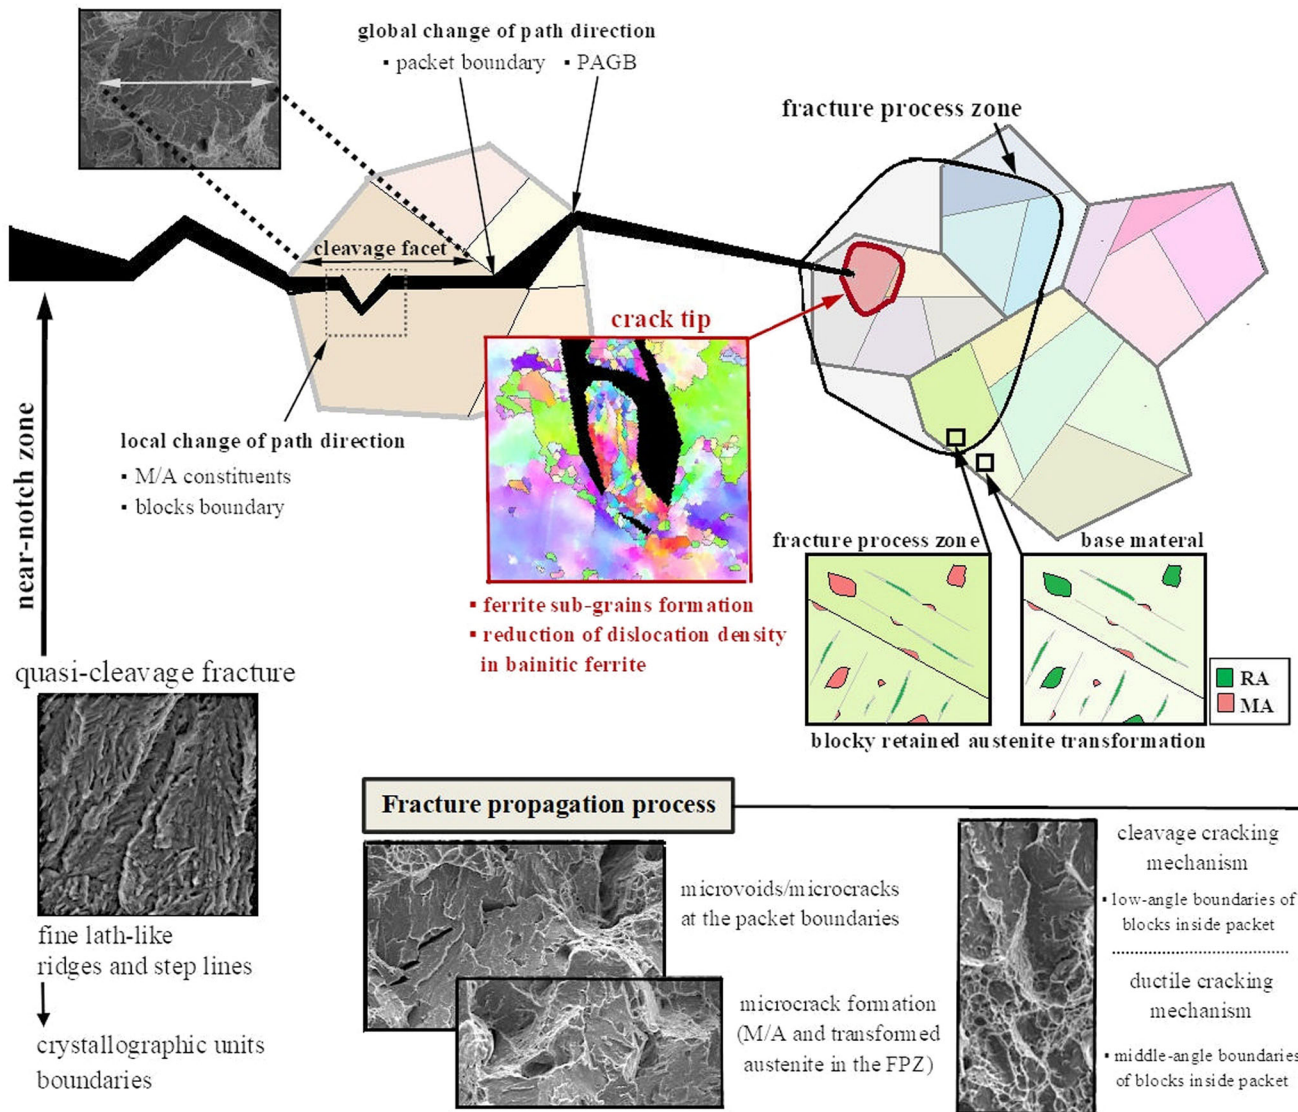 global change of path direction
▪ packet boundary ▪ PAGB
fracture process zone
cleavage facet
crack tip
local change of path direction
▪ M/A constituents
▪ blocks boundary
near-notch zone
fracture process zone
base materal
▪ ferrite sub-grains formation
▪ reduction of dislocation density
in bainitic ferrite
RA
MA
blocky retained austenite transformation
quasi-cleavage fracture
fine lath-like
ridges and step lines
crystallographic units
boundaries
Fracture propagation process
microvoids/microcracks
at the packet boundaries
microcrack formation
(M/A and transformed
austenite in the FPZ)
cleavage cracking
mechanism
▪ low-angle boundaries of
blocks inside packet
ductile cracking
mechanism
▪ middle-angle boundaries
of blocks inside packet